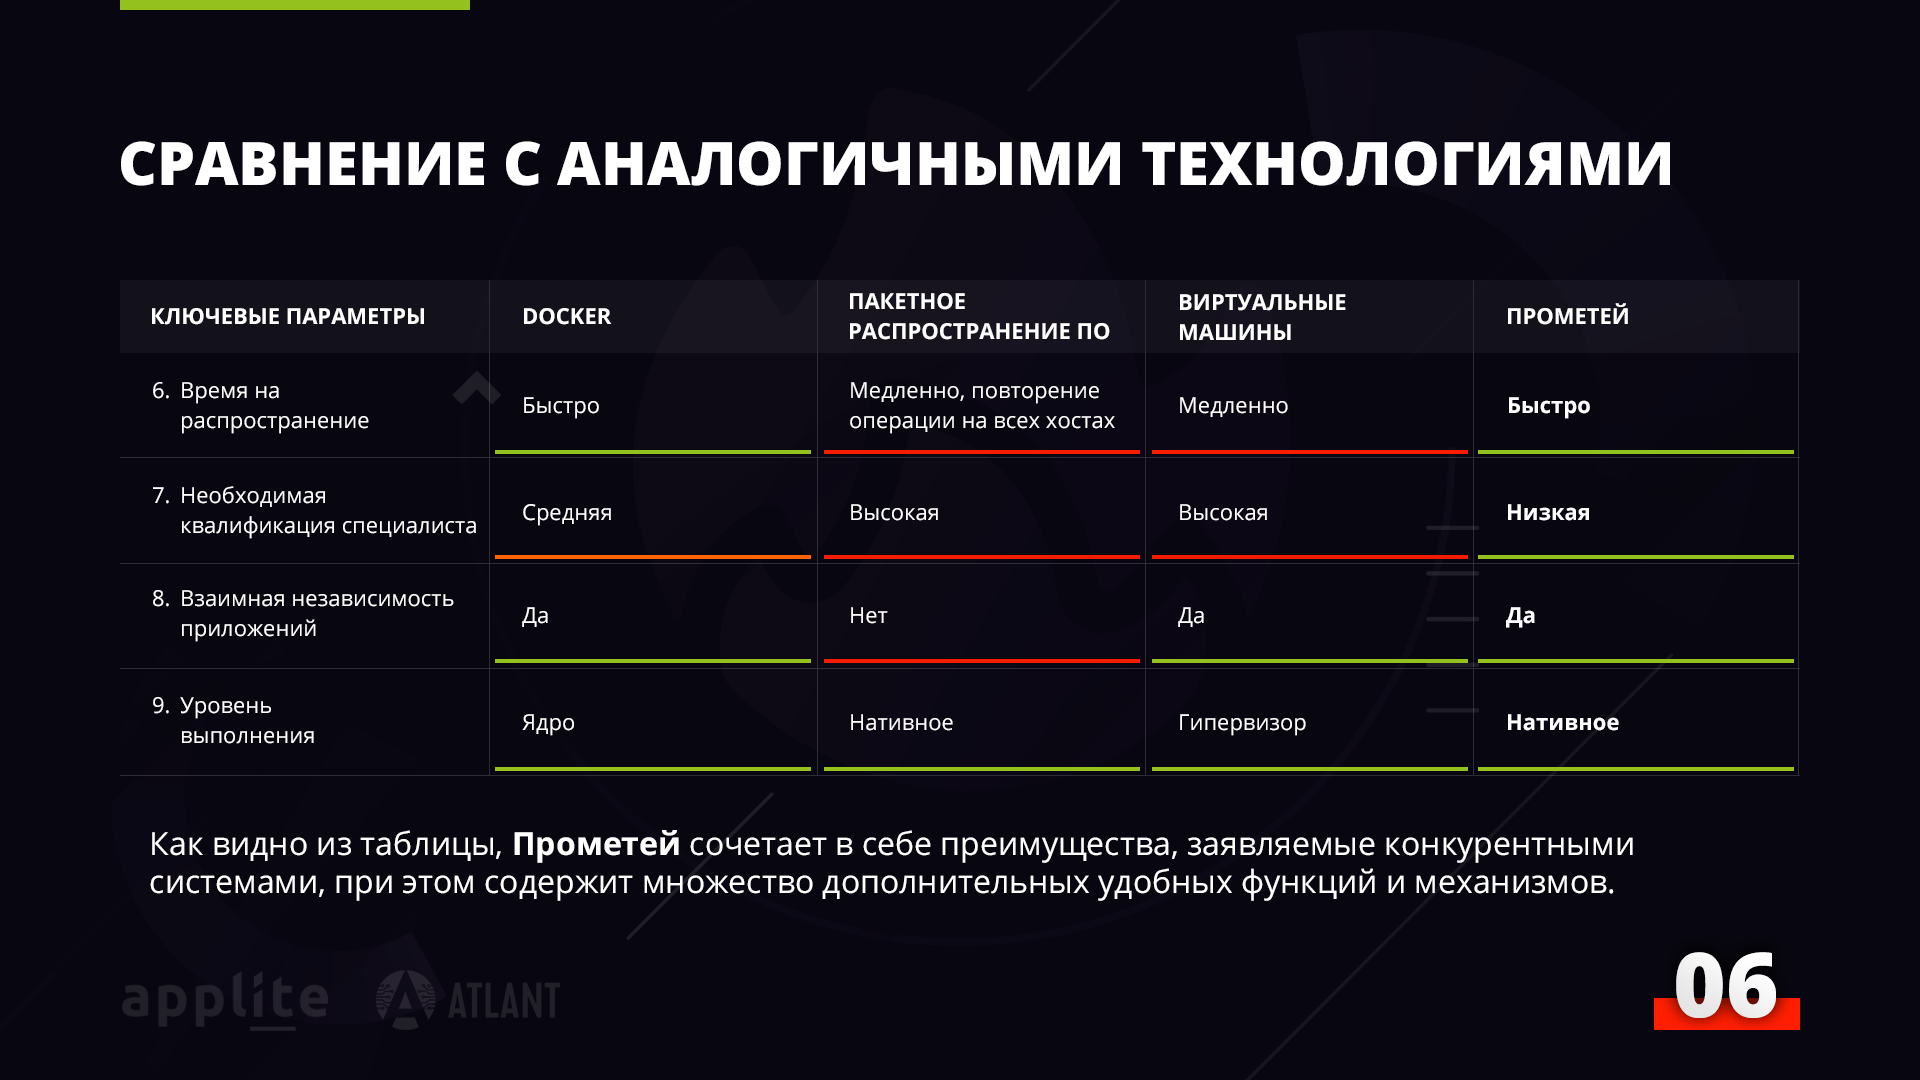 СРАВНЕНИЕ С АНАЛОГИЧНЫМИ ТЕХНОЛОГИЯМИ
КЛЮЧЕВЫЕ ПАРАМЕТРЫ
DOCKER
ПАКЕТНОЕ
РАСПРОСТРАНЕНИЕ ПО
ВИРТУАЛЬНЫЕ
МАШИНЫ
ПРОМЕТЕЙ
6. Время на
распространение
Быстро
Медленно, повторение
операции на всех хостах
Медленно
Быстро
7. Необходимая
квалификация специалиста
Средняя
Высокая
Высокая
Низкая
8. Взаимная независимость
приложений
Да
Нет
Да
Да
9. Уровень
выполнения
Ядро
Нативное
Гипервизор
Нативное
Как видно из таблицы, Прометей сочетает в себе преимущества, заявляемые конкурентными
системами, при этом содержит множество дополнительных удобных функций и механизмов.
applite
ATLANT
06